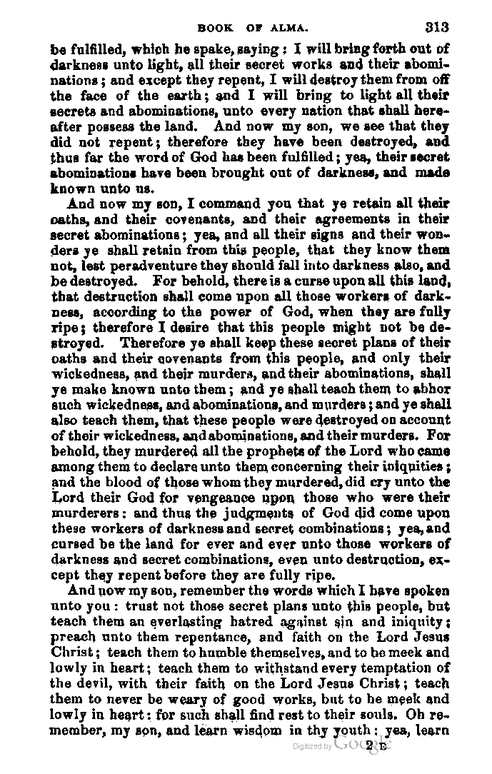 BOOK OF ALMA. 313
be fulfilled, which he spake, saying: I will bring forth out of
darkness unto light, all their secret works and their abomi-
nations; and except they repent, I will destroy them from off
the face of the earth; and I will bring to light all their
secrets and abominations, unto every nation that shall here-
after possess the land. And now my son, we see that they
did not repent; therefore they have been destroyed, and
thus far the word of God has been fulfilled; yea, their secret
abominations have been brought out of darkness, and made
known unto us.
And now my son, I command you that ye retain all their
oaths, and their covenants, and their agreements in their
secret abominations; yea, and all their signs and their won-
ders ye shall retain from this people, that they know them
not, lest peradventure they should fall into darkness also, and
be destroyed. For behold, there is a curse upon all this land,
that destruction shall come upon all those workers of dark-
ness, according to the power of God, when they are fully
ripe; therefore I desire that this people might not be de-
stroyed. Therefore ye shall keep these secret plans of their
oaths and their covenants from this people, and only their
wickedness, and their murders, and their abominations, shall
ye make known unto them; and ye shall teach them to abhor
such wickedness, and abominations, and murders; and ye shall
also teach them, that these people were destroyed on account
of their wickedness, and abominations, and their murders. For
behold, they murdered all the prophets of the Lord who came
among them to declare unto them concerning their iniquities;
and the blood of those whom they murdered, did cry unto the
Lord their God for vengeance upon those who were their
murderers: and thus the judgments of God did come upon
these workers of darkness and secret combinations; yea, and
cursed be the land for ever and ever unto those workers of
darkness and secret combinations, even unto destruction, ex-
cept they repent before they are fully ripe.
And now my son, remember the words which I have spoken
unto you: trust not those secret plans unto this people, but
teach them an everlasting hatred against sin and iniquity;
preach unto them repentance, and faith on the Lord Jesus
Christ; teach them to humble themselves, and to be meek and
lowly in heart; teach them to withstand every temptation of
the devil, with their faith on the Lord Jesus Christ; teach
them to never be weary of good works, but to be meek and
lowly in heart: for such shall find rest to their souls. Oh re-
member, my son, and learn wisdom in thy youth: yea, learn
Digitized by Google 2 E